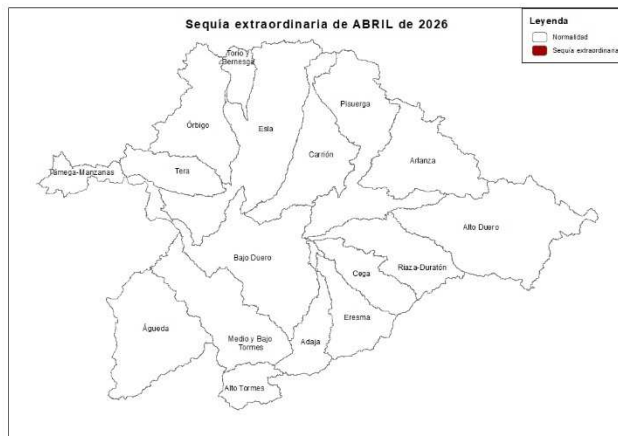 Sequía extraordinaria de ABRIL de 2026
Leyenda
Normalidad
Sequía extraordinaria
Torío y
Bernesga
Pisuerga
Órbigo
Esla
Carrión
Arlanza
Támega-Manzanas
Tera
Alto Duero
Bajo Duero
Cega
Riaza-Duratón
Eresma
Águeda
Medio y Bajo
Tormes
Adaja
Alto Tormes